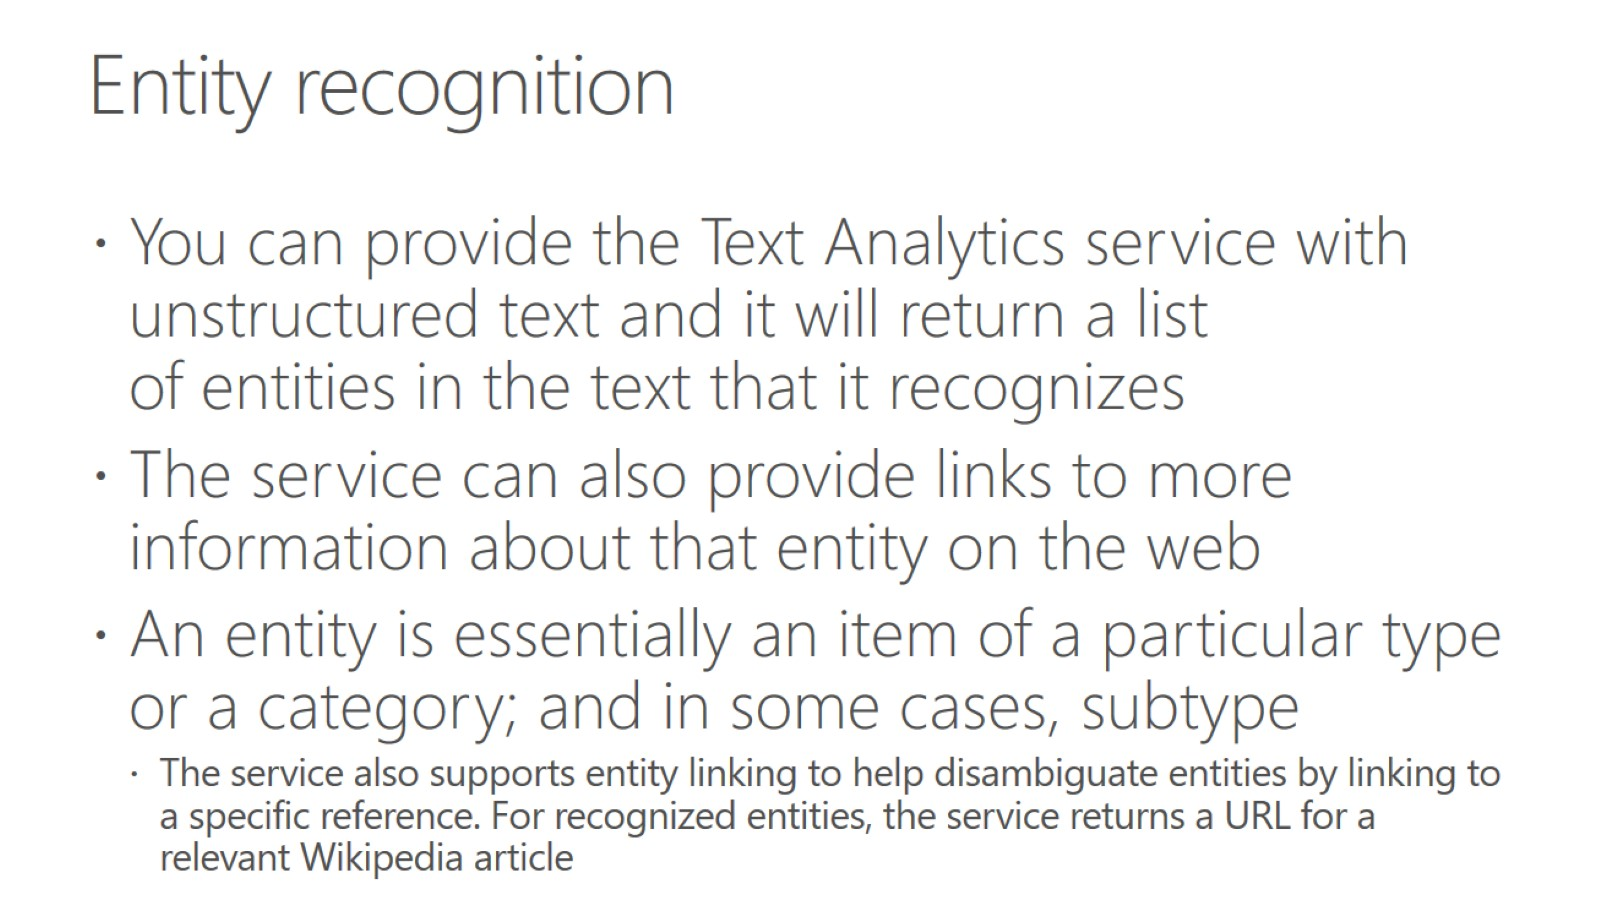 Entity recognition
· You can provide the Text Analytics service with
unstructured text and it will return a list
of entities in the text that it recognizes
· The service can also provide links to more
information about that entity on the web
· An entity is essentially an item of a particular type
or a category; and in some cases, subtype
· The service also supports entity linking to help disambiguate entities by linking to
a specific reference. For recognized entities, the service returns a URL for a
relevant Wikipedia article